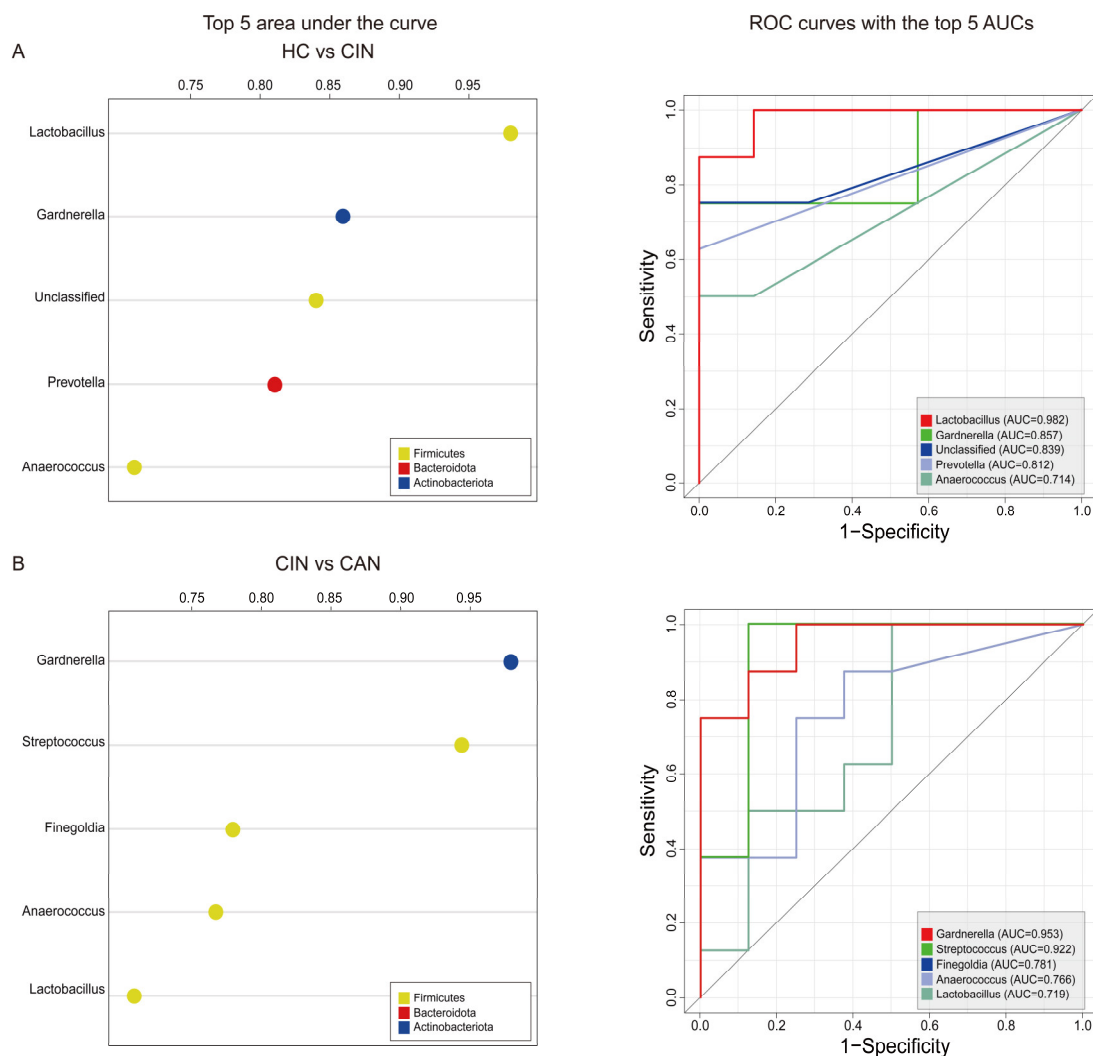 Top 5 area under the curve
ROC curves with the top 5 AUCs
A
HC vs CIN
0.75 0.80 0.85 0.90 0.95
Lactobacillus
Gardnerella
Unclassified
Prevotella
Anaerococcus
Firmicutes
Bacteroidota
Actinobacteriota
Sensitivity
1.0
0.8
0.6
0.4
0.2
0.0
Lactobacillus (AUC=0.982)
Gardnerella (AUC=0.857)
Unclassified (AUC=0.839)
Prevotella (AUC=0.812)
Anaerococcus (AUC=0.714)
0.0 0.2 0.4 0.6 0.8 1.0
1−Specificity
B
CIN vs CAN
0.75 0.80 0.85 0.90 0.95
Gardnerella
Streptococcus
Finegoldia
Anaerococcus
Lactobacillus
Firmicutes
Bacteroidota
Actinobacteriota
Sensitivity
1.0
0.8
0.6
0.4
0.2
0.0
Gardnerella (AUC=0.953)
Streptococcus (AUC=0.922)
Finegoldia (AUC=0.781)
Anaerococcus (AUC=0.766)
Lactobacillus (AUC=0.719)
0.0 0.2 0.4 0.6 0.8 1.0
1−Specificity